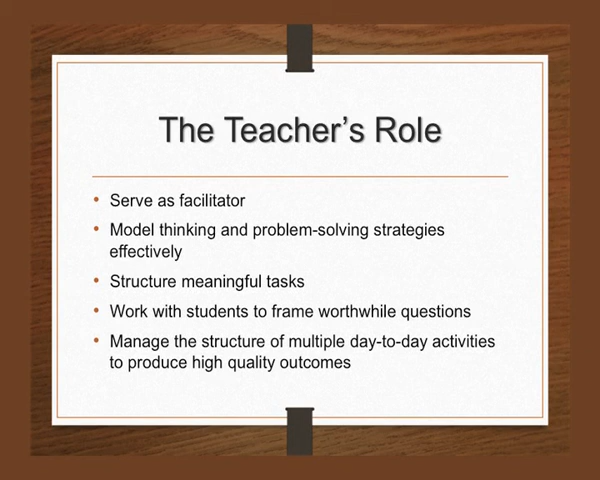 The Teacher’s Role
• Serve as facilitator
• Model thinking and problem-solving strategies
effectively
• Structure meaningful tasks
• Work with students to frame worthwhile questions
• Manage the structure of multiple day-to-day activities
to produce high quality outcomes